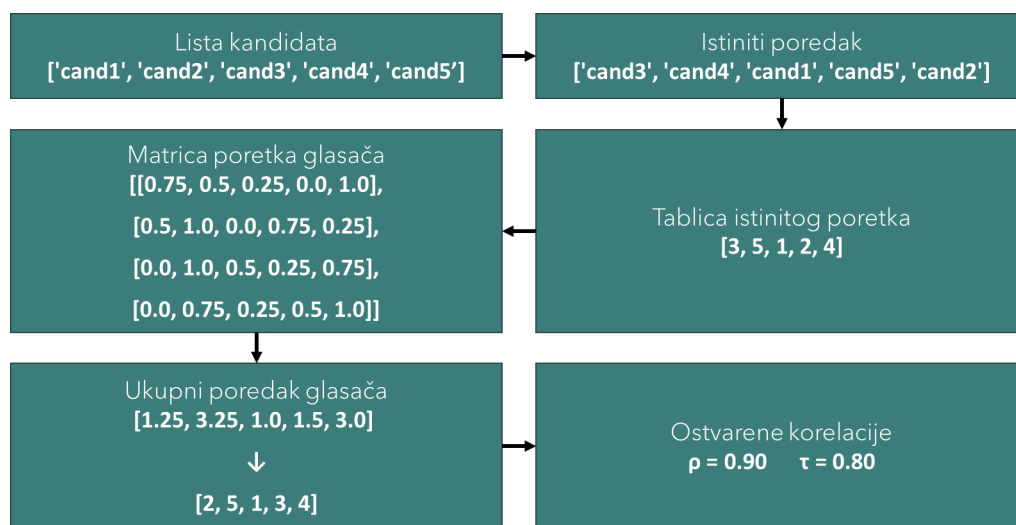 Lista kandidata
['cand1', 'cand2', 'cand3', 'cand4', 'cand5’]
Istiniti poredak
['cand3', 'cand4', 'cand1', 'cand5', 'cand2']
Matrica poretka glasača
[[0.75, 0.5, 0.25, 0.0, 1.0],
[0.5, 1.0, 0.0, 0.75, 0.25],
[0.0, 1.0, 0.5, 0.25, 0.75],
[0.0, 0.75, 0.25, 0.5, 1.0]]
Tablica istinitog poretka
[3, 5, 1, 2, 4]
Ukupni poredak glasača
[1.25, 3.25, 1.0, 1.5, 3.0]
↓
[2, 5, 1, 3, 4]
Ostvarene korelacije
ρ = 0.90 τ = 0.80